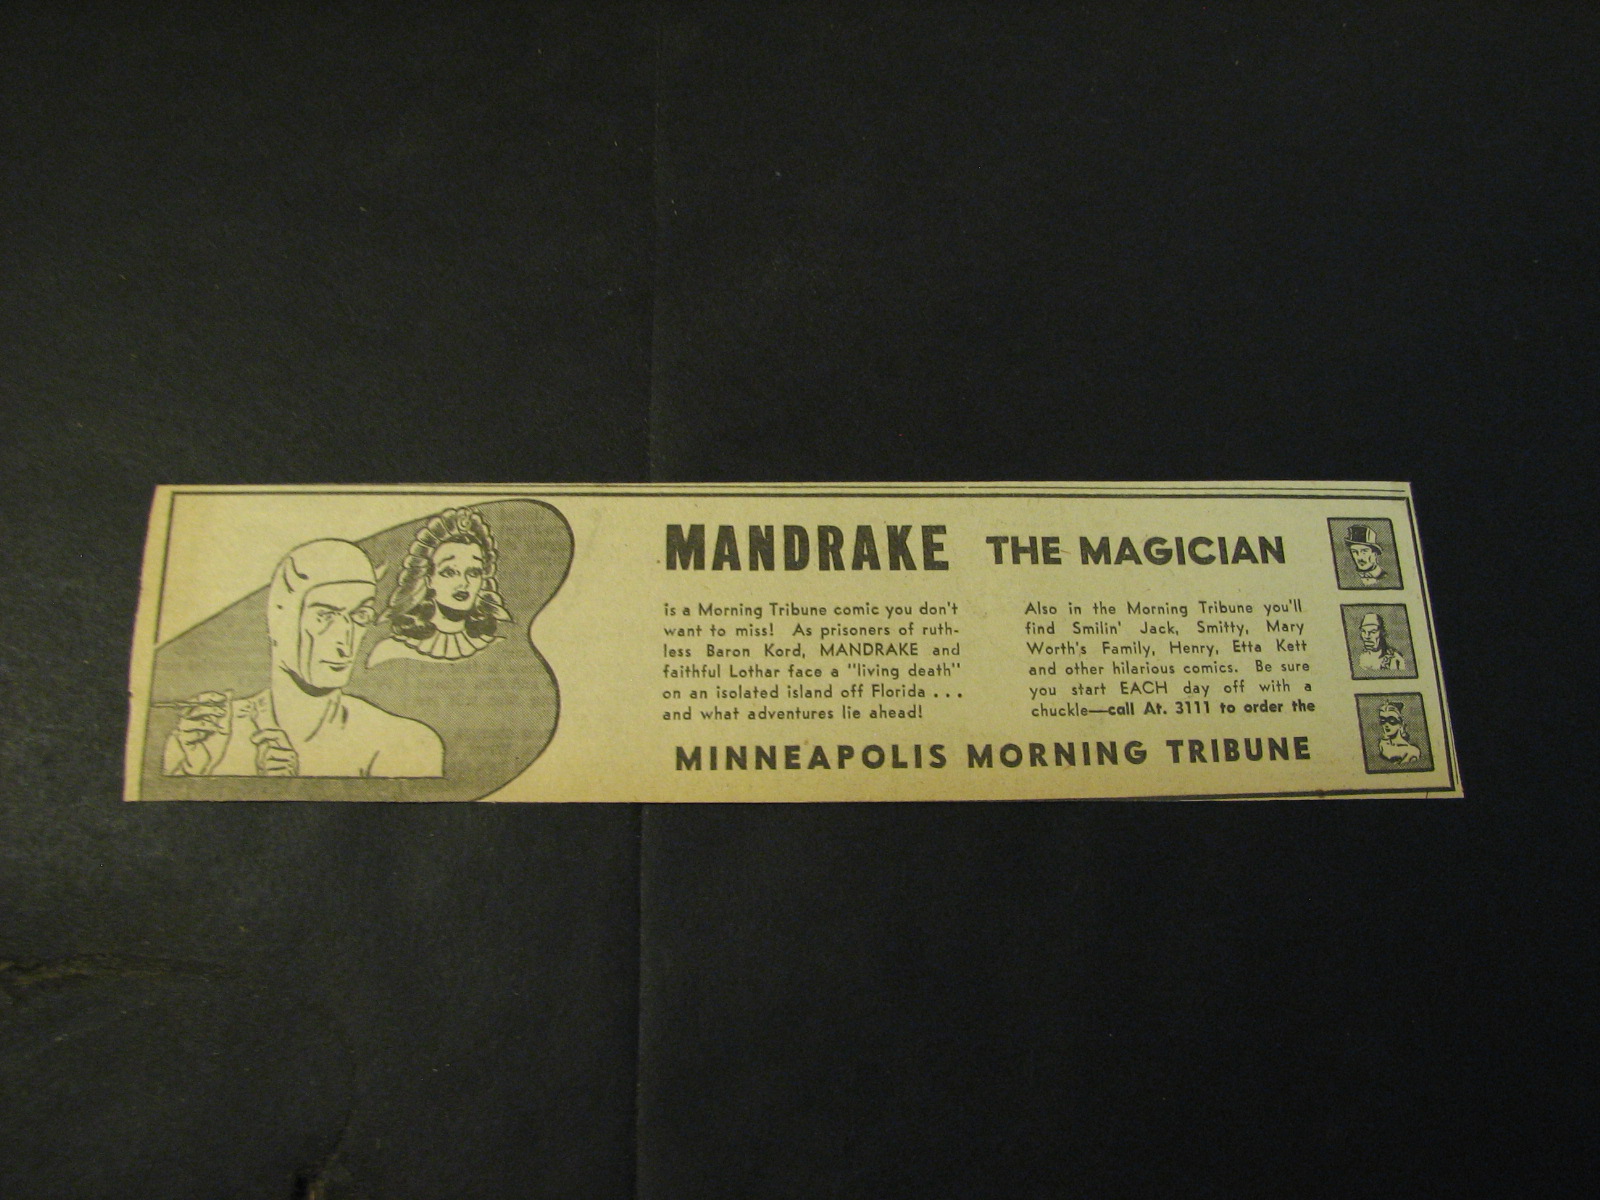 MANDRAKE THE MAGICIAN
is a Morning Tribune comic you don't
want to miss! As prisoners of ruth-
less Baron Kord, MANDRAKE and
faithful Lothar face a "living death"
on an isolated island off Florida . . .
and what adventures lie ahead!
Also in the Morning Tribune you'll
find Smilin' Jack, Smitty, Mary
Worth's Family, Henry, Etta Kett
and other hilarious comics. Be sure
you start EACH day off with a
chuckle—call At. 3111 to order the
MINNEAPOLIS MORNING TRIBUNE